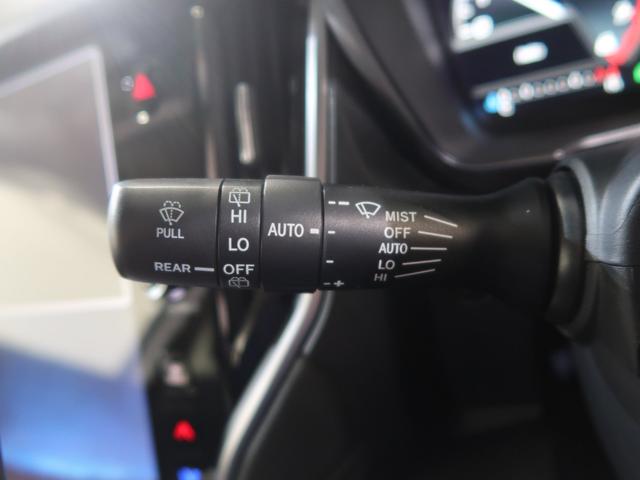 PULL
REAR
HI
LO
OFF
AUTO
-- 
-
-
-+
MIST
OFF
AUTO
LO
HI